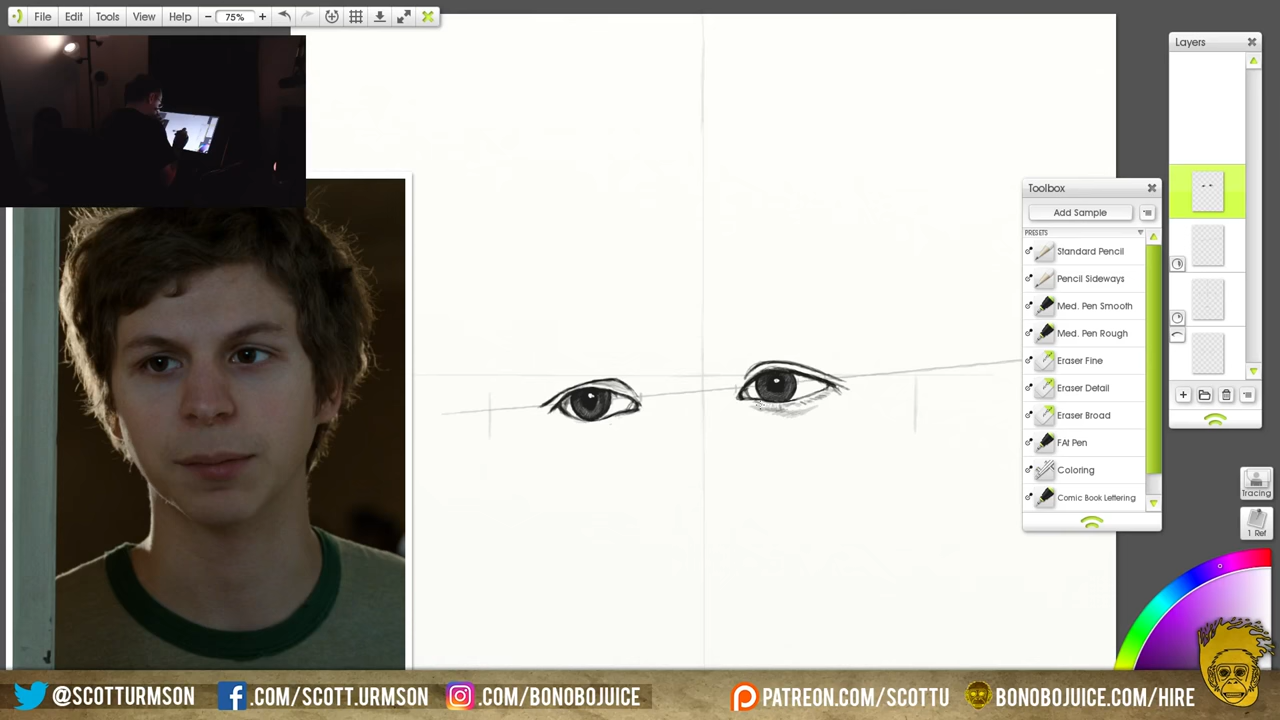 File Edit Tools View Help − 75% +
Layers
Toolbox
Add Sample
PRESETS
Standard Pencil
Pencil Sideways
Med. Pen Smooth
Med. Pen Rough
Eraser Fine
Eraser Detail
Eraser Broad
FAt Pen
Coloring
Comic Book Lettering
Tracing
1 Ref
@SCOTTURMSON .COM/SCOTT.URMSON .COM/BONOBOJUICE PATREON.COM/SCOTTU BONOBOJUICE.COM/HIRE